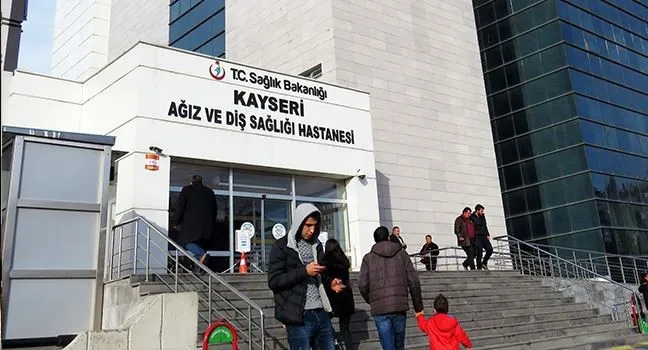 T.C. Sağlık Bakanlığı
KAYSERİ
AĞIZ VE DİŞ SAĞLIĞI HASTANESİ